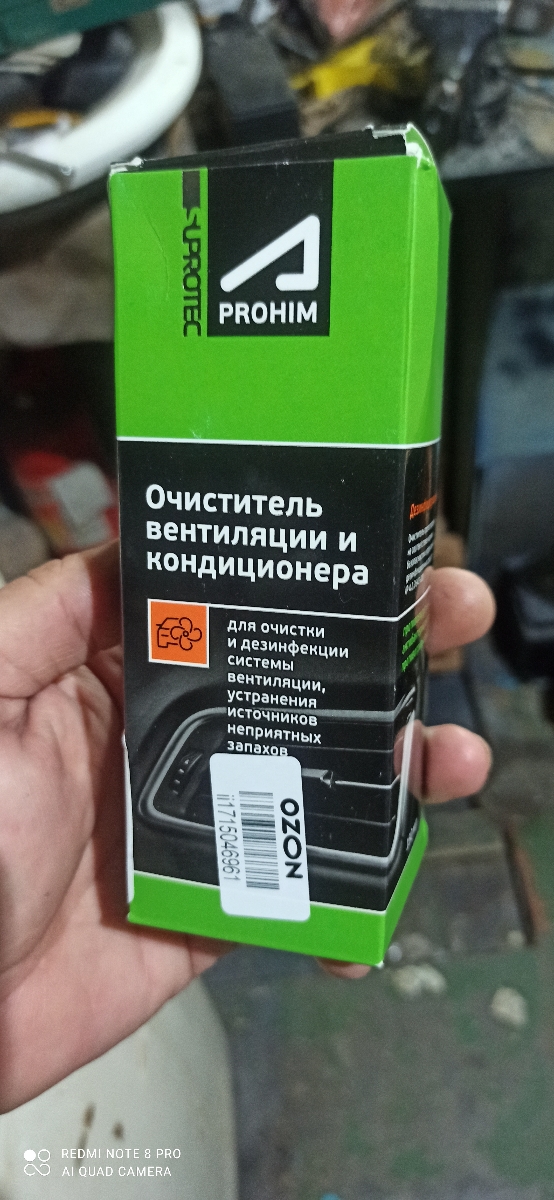 SUPROTEC
PROHIM
Очиститель
вентиляции и
кондиционера
для очистки
и дезинфекции
системы
вентиляции,
устранения
источников
неприятных
запахов
OZON
ii1715046961
REDMI NOTE 8 PRO
AI QUAD CAMERA